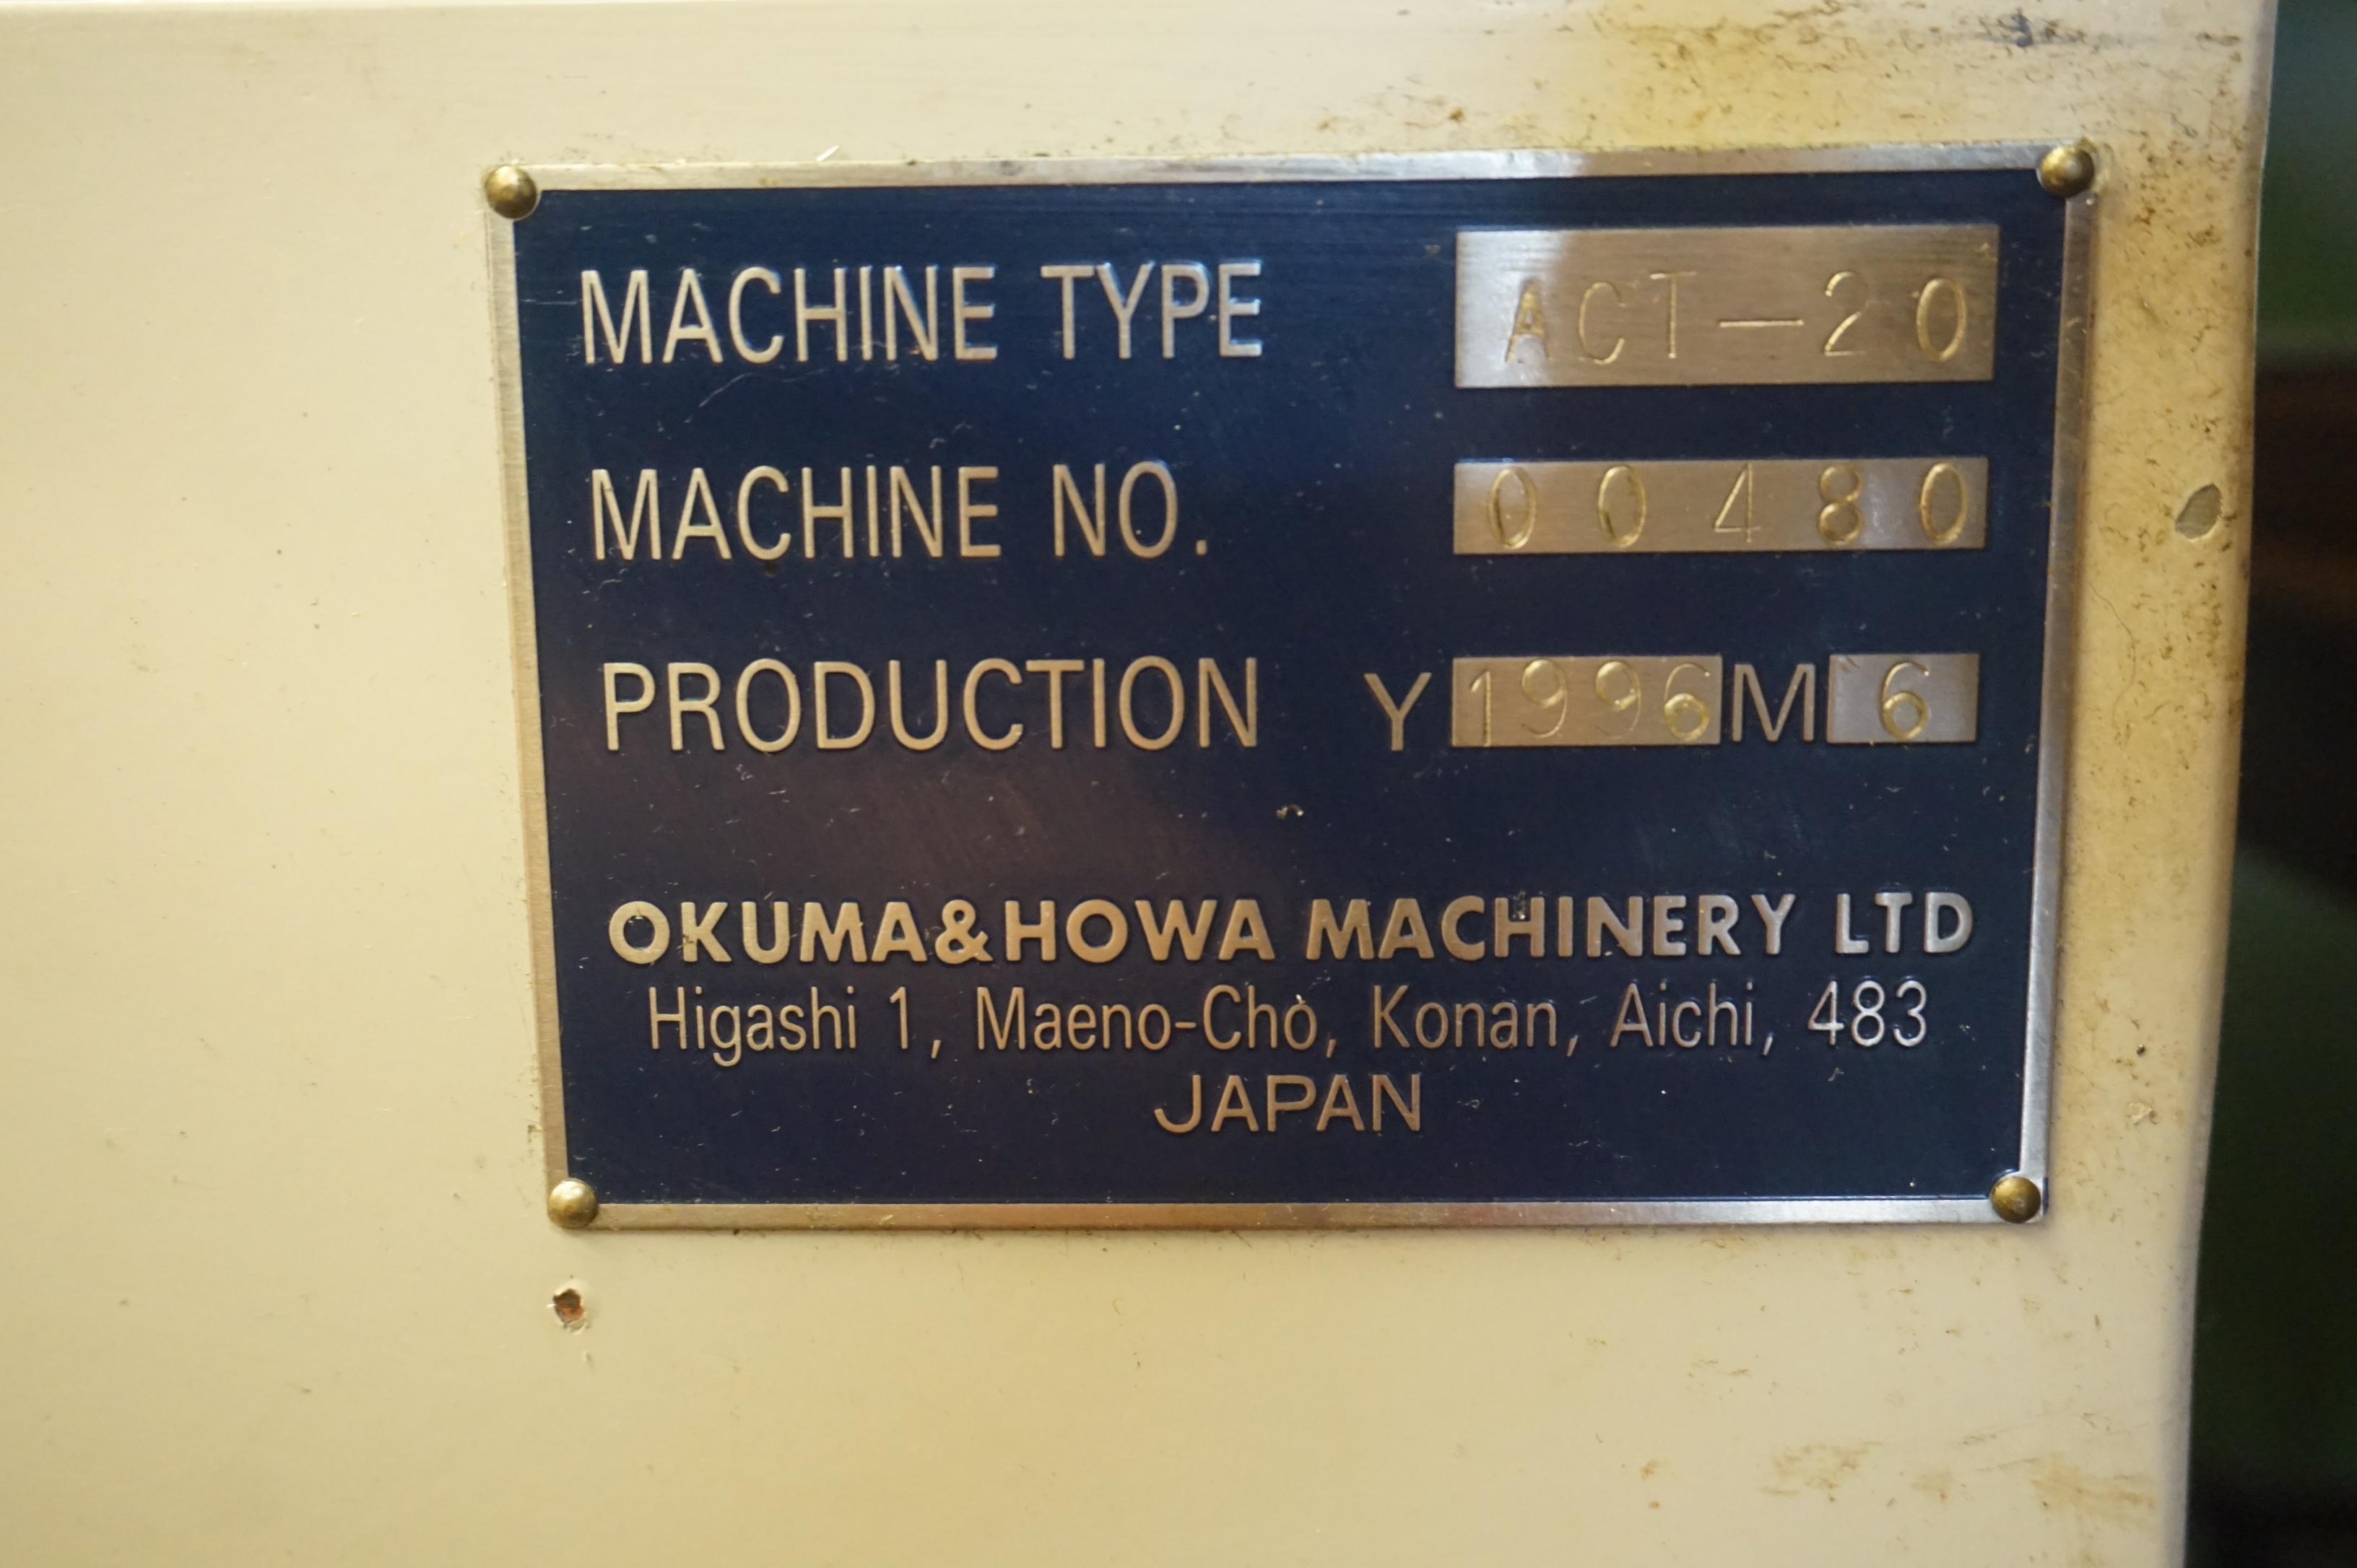 MACHINE TYPE ACT-20
MACHINE NO. 00480
PRODUCTION Y 1996 M 6
OKUMA&HOWA MACHINERY LTD
Higashi 1, Maeno-Cho, Konan, Aichi, 483
JAPAN